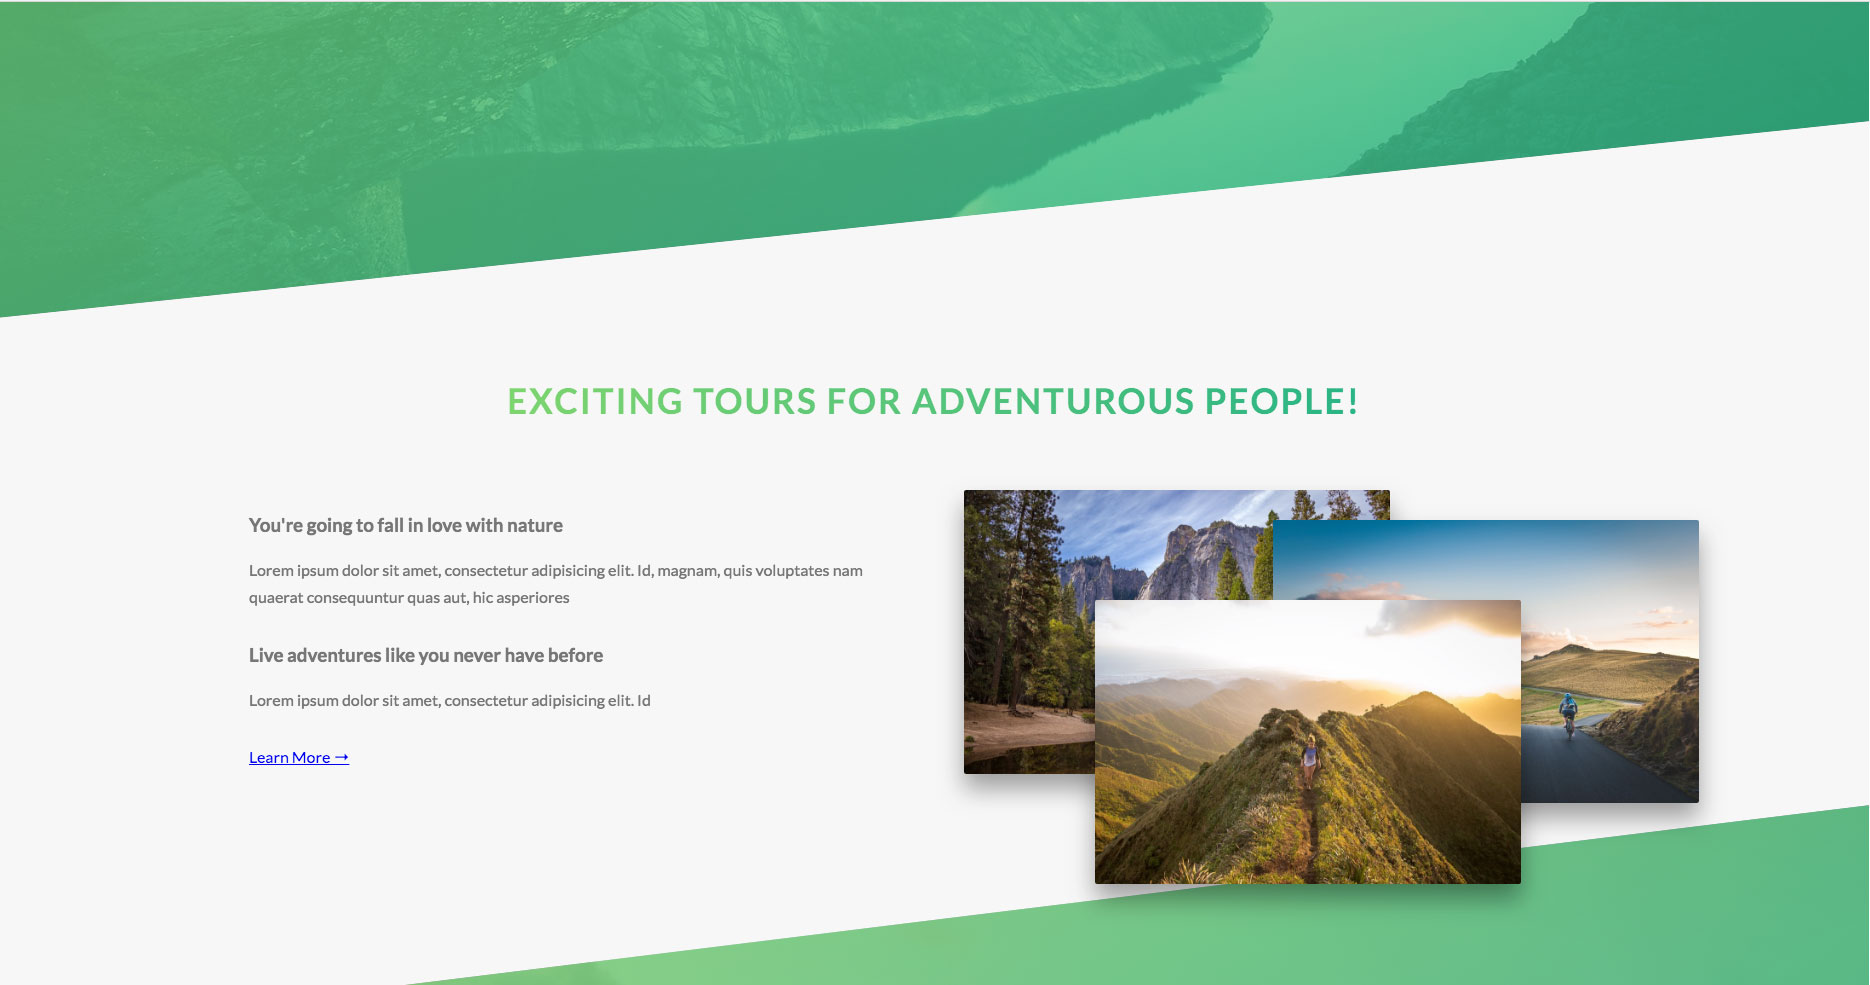 EXCITING TOURS FOR ADVENTUROUS PEOPLE!
You're going to fall in love with nature
Lorem ipsum dolor sit amet, consectetur adipisicing elit. Id, magnam, quis voluptates nam
quaerat consequuntur quas aut, hic asperiores
Live adventures like you never have before
Lorem ipsum dolor sit amet, consectetur adipisicing elit. Id
Learn More →